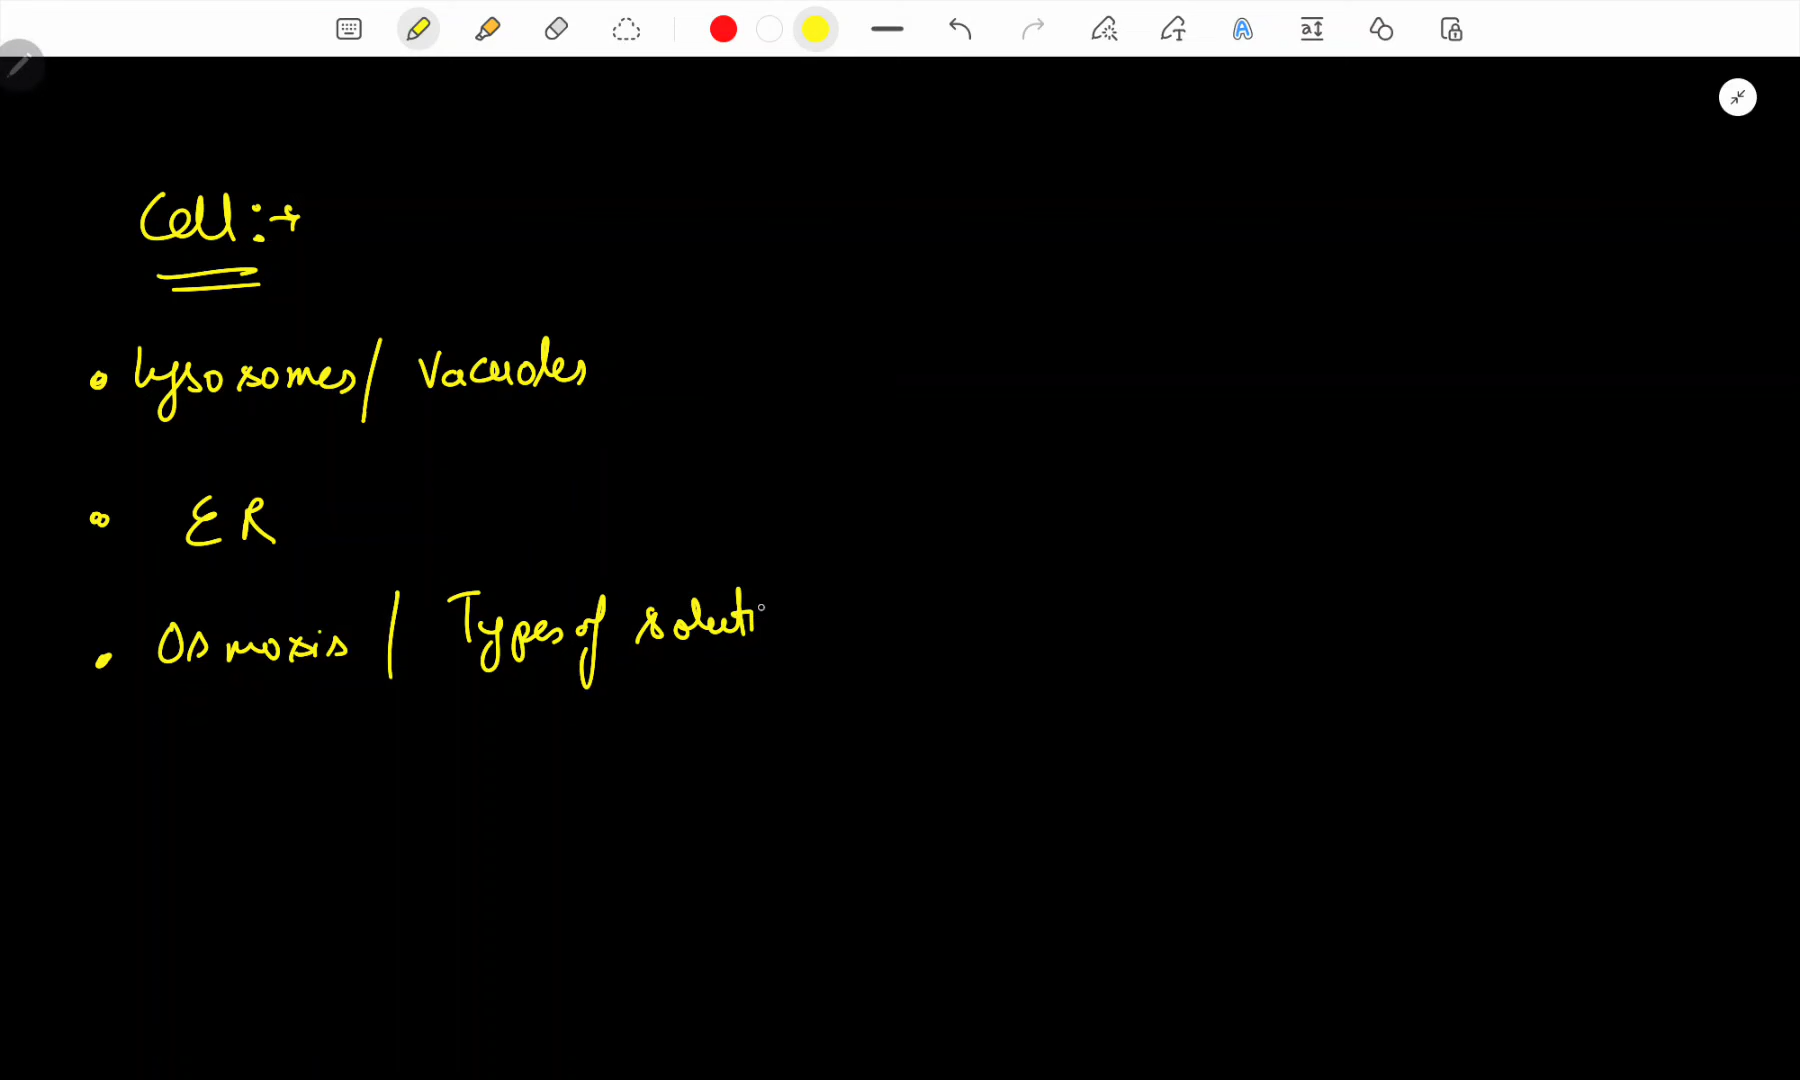 Cell:→
• Lysosomes/ Vacuoles
• ER
• Osmosis / Types of soluti